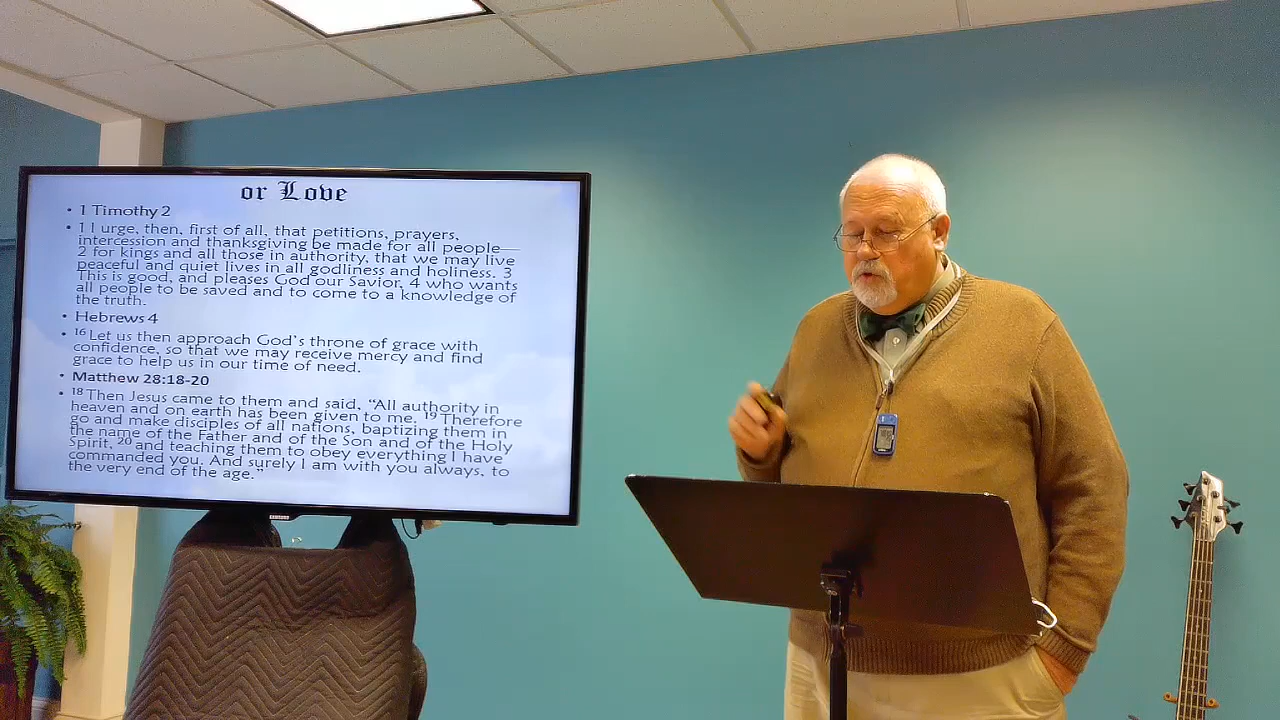 or Love
• 1 Timothy 2
• 1 I urge, then, first of all, that petitions, prayers,
intercession and thanksgiving be made for all people—
2 for kings and all those in authority, that we may live
peaceful and quiet lives in all godliness and holiness. 3
This is good, and pleases God our Savior, 4 who wants
all people to be saved and to come to a knowledge of
the truth.
• Hebrews 4
• 16 Let us then approach God's throne of grace with
confidence, so that we may receive mercy and find
grace to help us in our time of need.
• Matthew 28:18-20
• 18 Then Jesus came to them and said, "All authority in
heaven and on earth has been given to me. 19 Therefore
go and make disciples of all nations, baptizing them in
the name of the Father and of the Son and of the Holy
Spirit, 20 and teaching them to obey everything I have
commanded you. And surely I am with you always, to
the very end of the age."